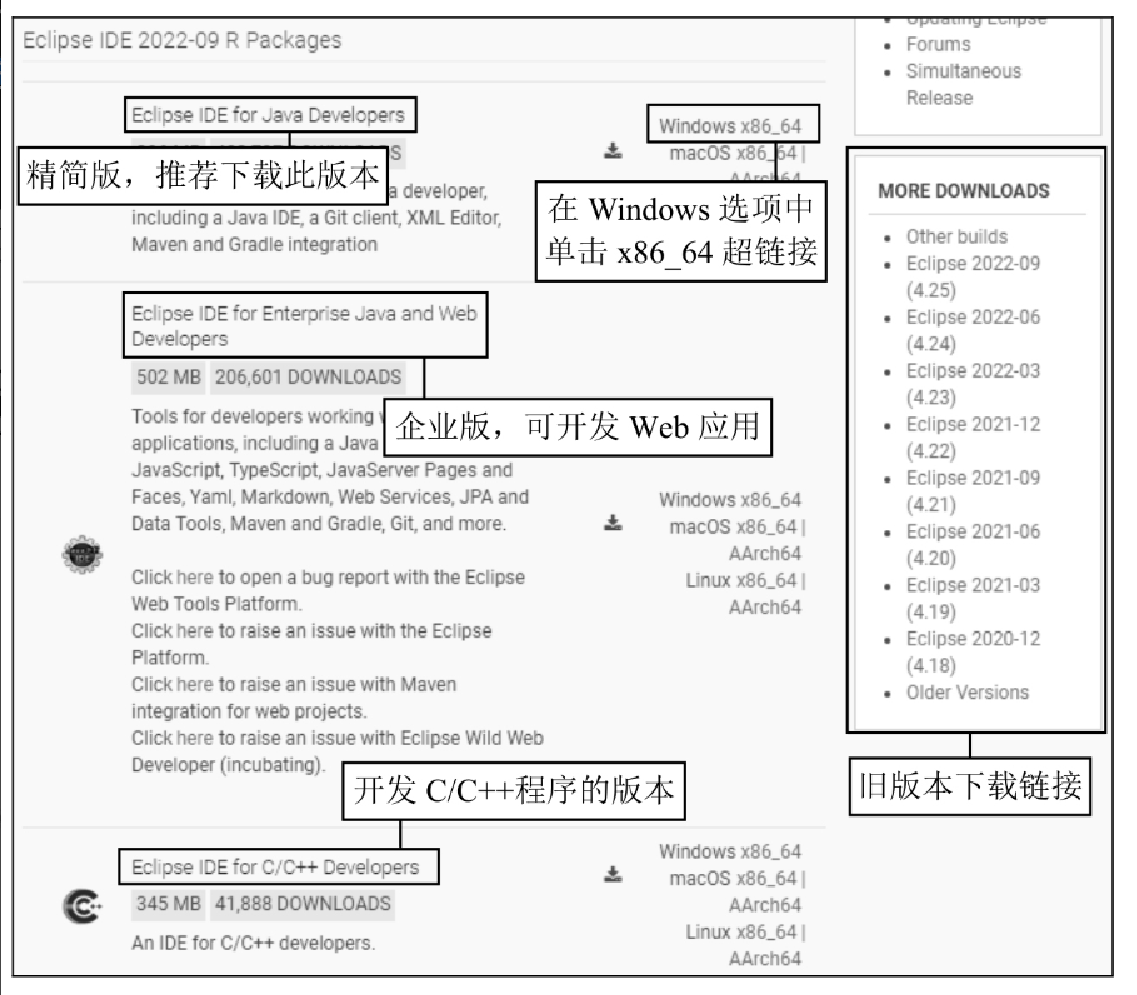 Eclipse IDE 2022-09 R Packages
Eclipse IDE for Java Developers
精简版，推荐下载此版本
a developer,
including a Java IDE, a Git client, XML Editor,
Maven and Gradle integration
Windows x86_64
macOS x86_64 |
AArch64
在 Windows 选项中
单击 x86_64 超链接
Eclipse IDE for Enterprise Java and Web
Developers
502 MB 206,601 DOWNLOADS
企业版，可开发 Web 应用
Tools for developers working
applications, including a Java
JavaScript, TypeScript, JavaServer Pages and
Faces, Yaml, Markdown, Web Services, JPA and
Data Tools, Maven and Gradle, Git, and more.
Click here to open a bug report with the Eclipse
Web Tools Platform.
Click here to raise an issue with the Eclipse
Platform.
Click here to raise an issue with Maven
integration for web projects.
Click here to raise an issue with Eclipse Wild Web
Developer (incubating).
Windows x86_64
macOS x86_64 |
AArch64
Linux x86_64 |
AArch64
开发 C/C++程序的版本
Eclipse IDE for C/C++ Developers
345 MB 41,888 DOWNLOADS
An IDE for C/C++ developers.
Windows x86_64
macOS x86_64 |
AArch64
Linux x86_64 |
AArch64
Updating Eclipse
Forums
Simultaneous
Release
MORE DOWNLOADS
Other builds
Eclipse 2022-09
(4.25)
Eclipse 2022-06
(4.24)
Eclipse 2022-03
(4.23)
Eclipse 2021-12
(4.22)
Eclipse 2021-09
(4.21)
Eclipse 2021-06
(4.20)
Eclipse 2021-03
(4.19)
Eclipse 2020-12
(4.18)
Older Versions
旧版本下载链接